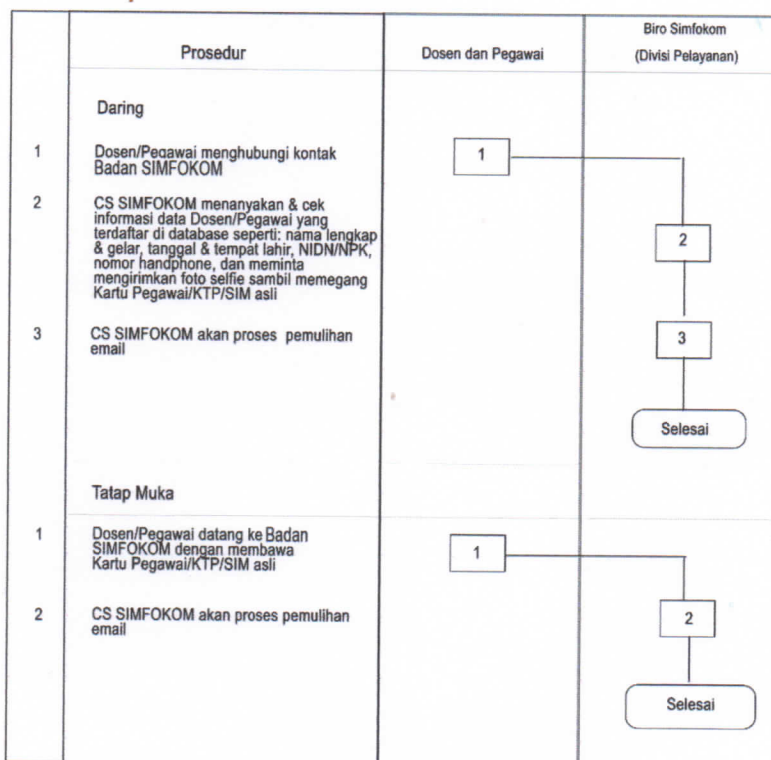 Prosedur
Dosen dan Pegawai
Biro Simfokom
(Divisi Pelayanan)
Daring
1
Dosen/Pegawai menghubungi kontak
Badan SIMFOKOM
1
2
CS SIMFOKOM menanyakan & cek
informasi data Dosen/Pegawai yang
terdaftar di database seperti: nama lengkap
& gelar, tanggal & tempat lahir, NIDN/NPK,
nomor handphone, dan meminta
mengirimkan foto selfie sambil memegang
Kartu Pegawai/KTP/SIM asli
2
3
CS SIMFOKOM akan proses pemulihan
email
3
Selesai
Tatap Muka
1
Dosen/Pegawai datang ke Badan
SIMFOKOM dengan membawa
Kartu Pegawai/KTP/SIM asli
1
2
CS SIMFOKOM akan proses pemulihan
email
2
Selesai